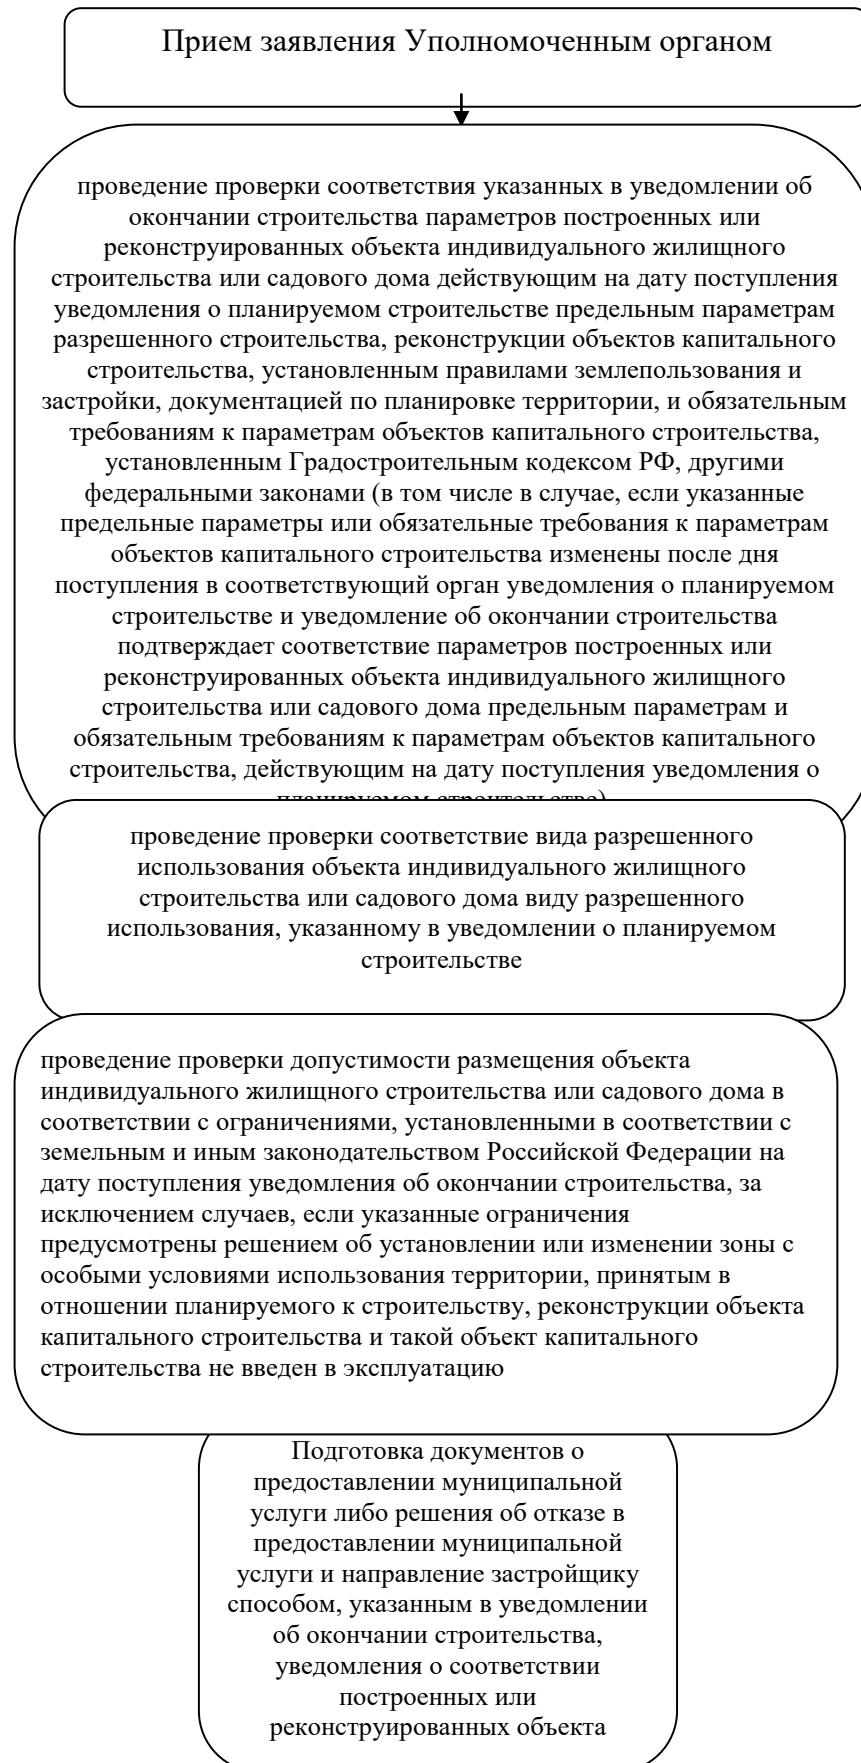 Прием заявления Уполномоченным органом
проведение проверки соответствия указанных в уведомлении об
окончании строительства параметров построенных или
реконструированных объекта индивидуального жилищного
строительства или садового дома действующим на дату поступления
уведомления о планируемом строительстве предельным параметрам
разрешенного строительства, реконструкции объектов капитального
строительства, установленным правилами землепользования и
застройки, документацией по планировке территории, и обязательным
требованиям к параметрам объектов капитального строительства,
установленным Градостроительным кодексом РФ, другими
федеральными законами (в том числе в случае, если указанные
предельные параметры или обязательные требования к параметрам
объектов капитального строительства изменены после дня
поступления в соответствующий орган уведомления о планируемом
строительстве и уведомление об окончании строительства
подтверждает соответствие параметров построенных или
реконструированных объекта индивидуального жилищного
строительства или садового дома предельным параметрам и
обязательным требованиям к параметрам объектов капитального
строительства, действующим на дату поступления уведомления о
планируемом строительстве)
проведение проверки соответствие вида разрешенного
использования объекта индивидуального жилищного
строительства или садового дома виду разрешенного
использования, указанному в уведомлении о планируемом
строительстве
проведение проверки допустимости размещения объекта
индивидуального жилищного строительства или садового дома в
соответствии с ограничениями, установленными в соответствии с
земельным и иным законодательством Российской Федерации на
дату поступления уведомления об окончании строительства, за
исключением случаев, если указанные ограничения
предусмотрены решением об установлении или изменении зоны с
особыми условиями использования территории, принятым в
отношении планируемого к строительству, реконструкции объекта
капитального строительства и такой объект капитального
строительства не введен в эксплуатацию
Подготовка документов о
предоставлении муниципальной
услуги либо решения об отказе в
предоставлении муниципальной
услуги и направление застройщику
способом, указанным в уведомлении
об окончании строительства,
уведомления о соответствии
построенных или
реконструированных объекта